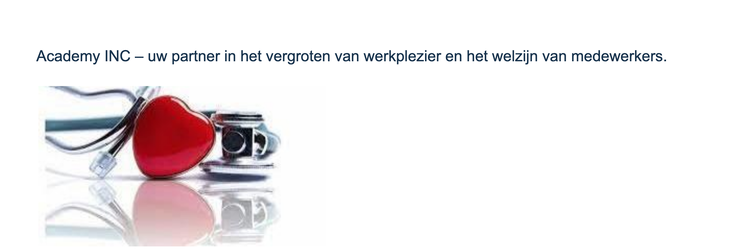 Academy INC – uw partner in het vergroten van werkplezier en het welzijn van medewerkers.